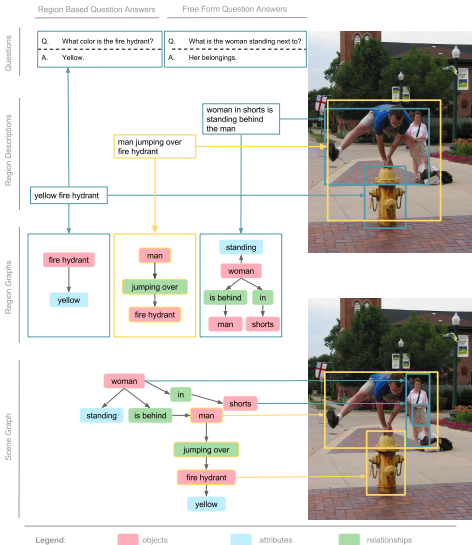 Region Based Question Answers
Free Form Question Answers
Questions
Q. What color is the fire hydrant?
A. Yellow.
Q. What is the woman standing next to?
A. Her belongings.
Region Descriptions
woman in shorts is
standing behind
the man
man jumping over
fire hydrant
yellow fire hydrant
Region Graphs
fire hydrant
yellow
man
jumping over
fire hydrant
standing
woman
is behind
in
man
shorts
Scene Graph
woman
in
shorts
standing
is behind
man
jumping over
fire hydrant
yellow
Legend:
objects
attributes
relationships